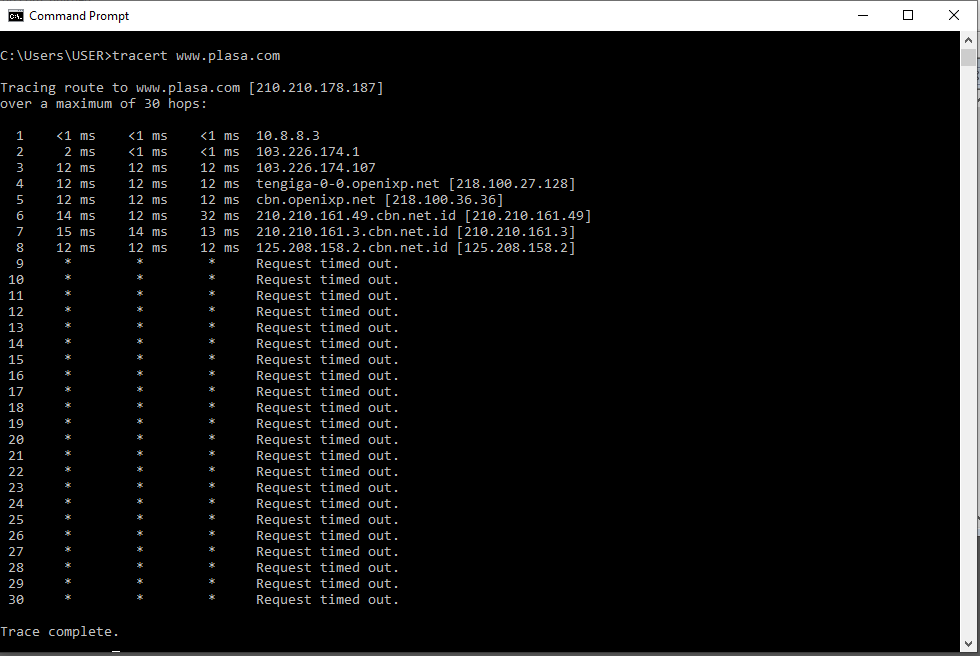 Command Prompt
C:\Users\USER>tracert www.plasa.com
Tracing route to www.plasa.com [210.210.178.187]
over a maximum of 30 hops:
1 <1 ms <1 ms <1 ms 10.8.8.3
2 2 ms <1 ms <1 ms 103.226.174.1
3 12 ms 12 ms 12 ms 103.226.174.107
4 12 ms 12 ms 12 ms tengiga-0-0.openixp.net [218.100.27.128]
5 12 ms 12 ms 12 ms cbn.openixp.net [218.100.36.36]
6 14 ms 12 ms 32 ms 210.210.161.49.cbn.net.id [210.210.161.49]
7 15 ms 14 ms 13 ms 210.210.161.3.cbn.net.id [210.210.161.3]
8 12 ms 12 ms 12 ms 125.208.158.2.cbn.net.id [125.208.158.2]
9 * * * Request timed out.
10 * * * Request timed out.
11 * * * Request timed out.
12 * * * Request timed out.
13 * * * Request timed out.
14 * * * Request timed out.
15 * * * Request timed out.
16 * * * Request timed out.
17 * * * Request timed out.
18 * * * Request timed out.
19 * * * Request timed out.
20 * * * Request timed out.
21 * * * Request timed out.
22 * * * Request timed out.
23 * * * Request timed out.
24 * * * Request timed out.
25 * * * Request timed out.
26 * * * Request timed out.
27 * * * Request timed out.
28 * * * Request timed out.
29 * * * Request timed out.
30 * * * Request timed out.
Trace complete.